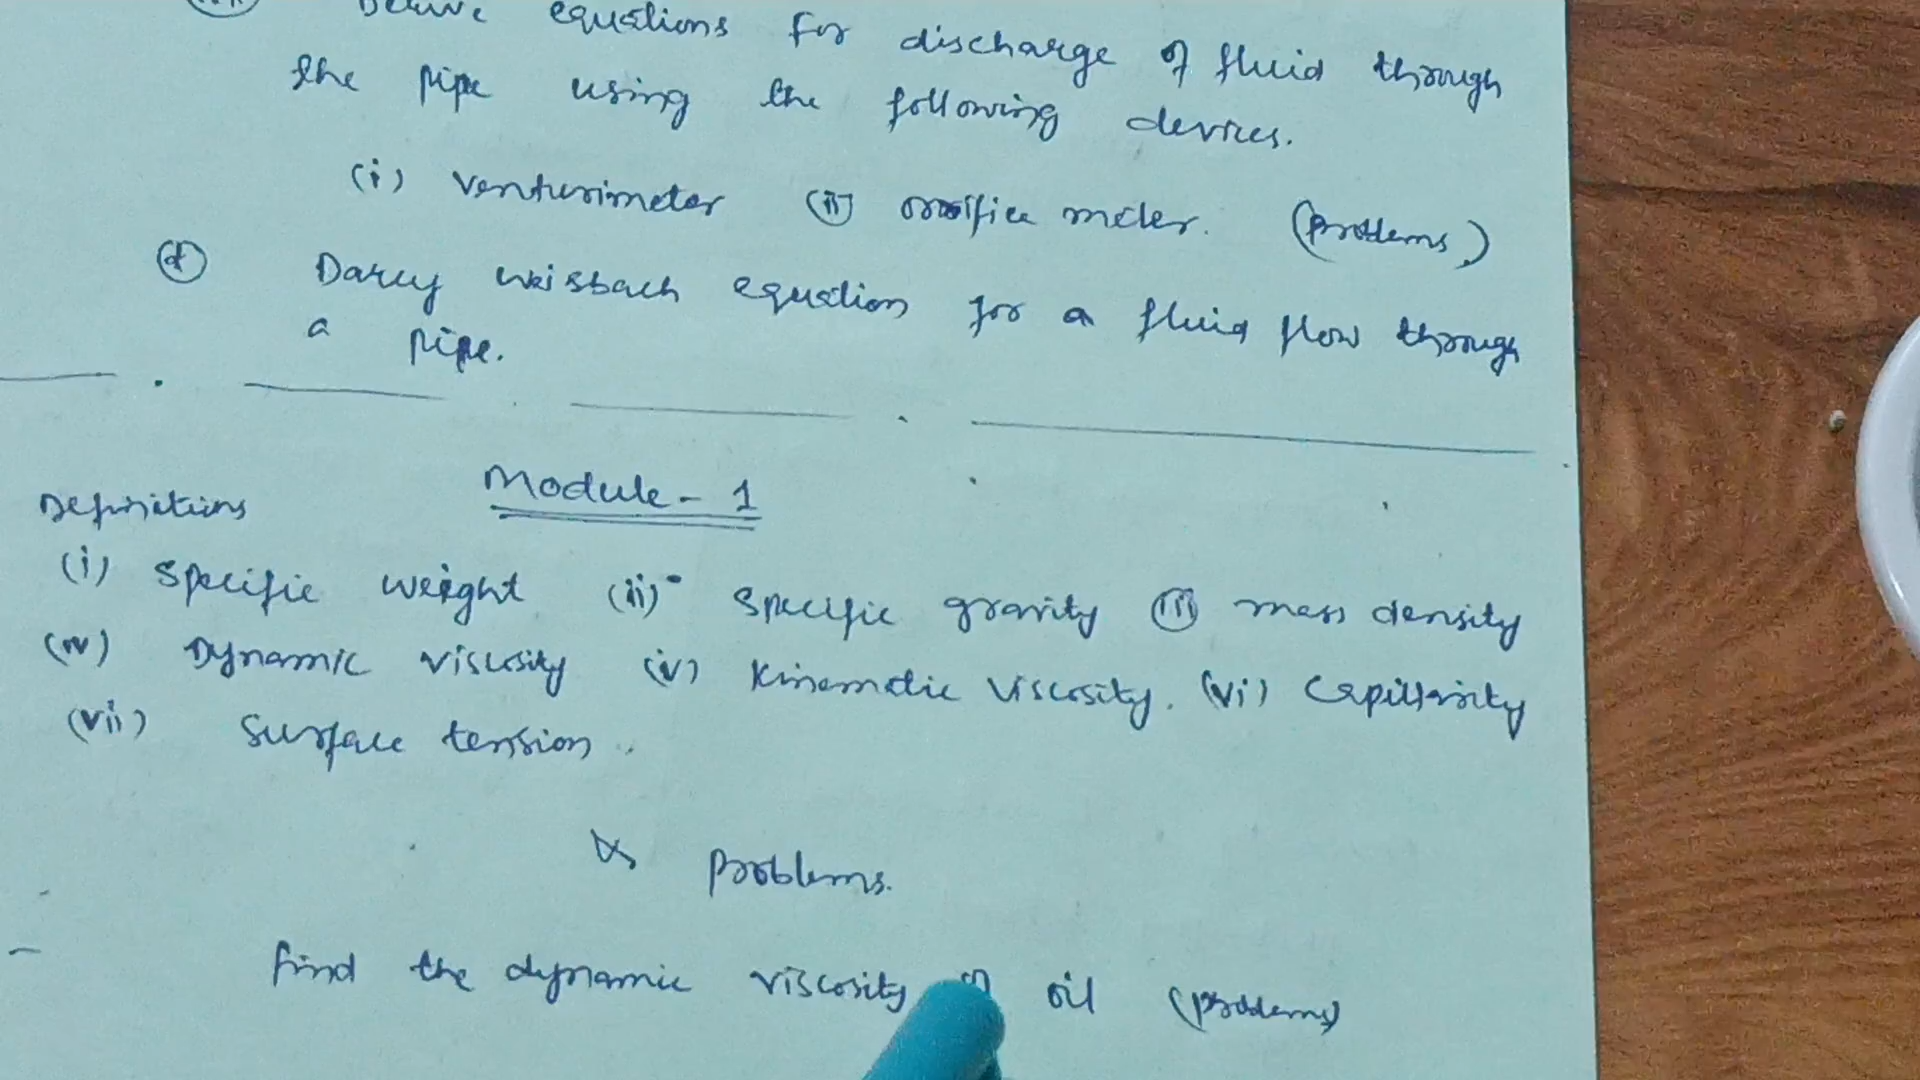 Derive equations for discharge of fluid through
the pipe using the following devices.
(i) Venturimeter (ii) orifice meter. (problems)
(d) Darcy weisbach equation for a fluid flow through
a pipe.
Module - 1
Definitions
(i) Specific weight (ii) Specific gravity (iii) mass density
(iv) Dynamic viscosity (v) Kinematic viscosity. (vi) Capillarity
(vii) Surface tension
& problems.
- find the dynamic viscosity of oil (problems)